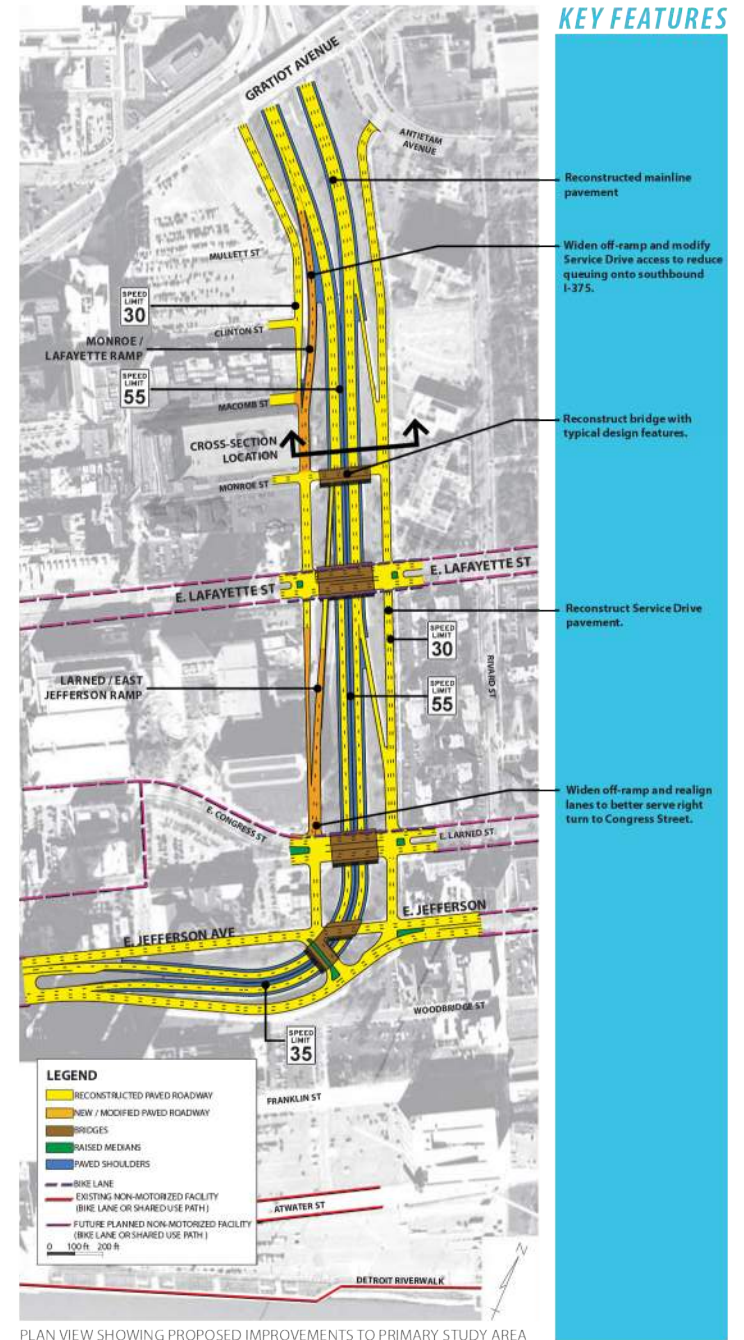 KEY FEATURES
GRATIOT AVENUE
ANTIETAM
AVENUE
Reconstructed mainline
pavement
MULLETT ST
Widen off-ramp and modify
Service Drive access to reduce
queuing onto southbound
I-375.
SPEED
LIMIT
30
CLINTON ST
MONROE /
LAFAYETTE RAMP
SPEED
LIMIT
55
MACOMB ST
Reconstruct bridge with
typical design features.
CROSS-SECTION
LOCATION
MONROE ST
E. LAFAYETTE ST
E. LAFAYETTE ST
Reconstruct Service Drive
pavement.
SPEED
LIMIT
30
RIVARD ST
LARNED / EAST
JEFFERSON RAMP
SPEED
LIMIT
55
Widen off-ramp and realign
lanes to better serve right
turn to Congress Street.
E. CONGRESS ST
E. LARNED ST
E. JEFFERSON
E. JEFFERSON AVE
WOODBRIDGE ST
SPEED
LIMIT
35
LEGEND
RECONSTRUCTED PAVED ROADWAY
NEW / MODIFIED PAVED ROADWAY
BRIDGES
RAISED MEDIANS
PAVED SHOULDERS
BIKE LANE
EXISTING NON-MOTORIZED FACILITY
(BIKE LANE OR SHARED USE PATH )
FUTURE PLANNED NON-MOTORIZED FACILITY
(BIKE LANE OR SHARED USE PATH )
0 100 ft 200 ft
FRANKLIN ST
ATWATER ST
Z
DETROIT RIVERWALK
PLAN VIEW SHOWING PROPOSED IMPROVEMENTS TO PRIMARY STUDY AREA